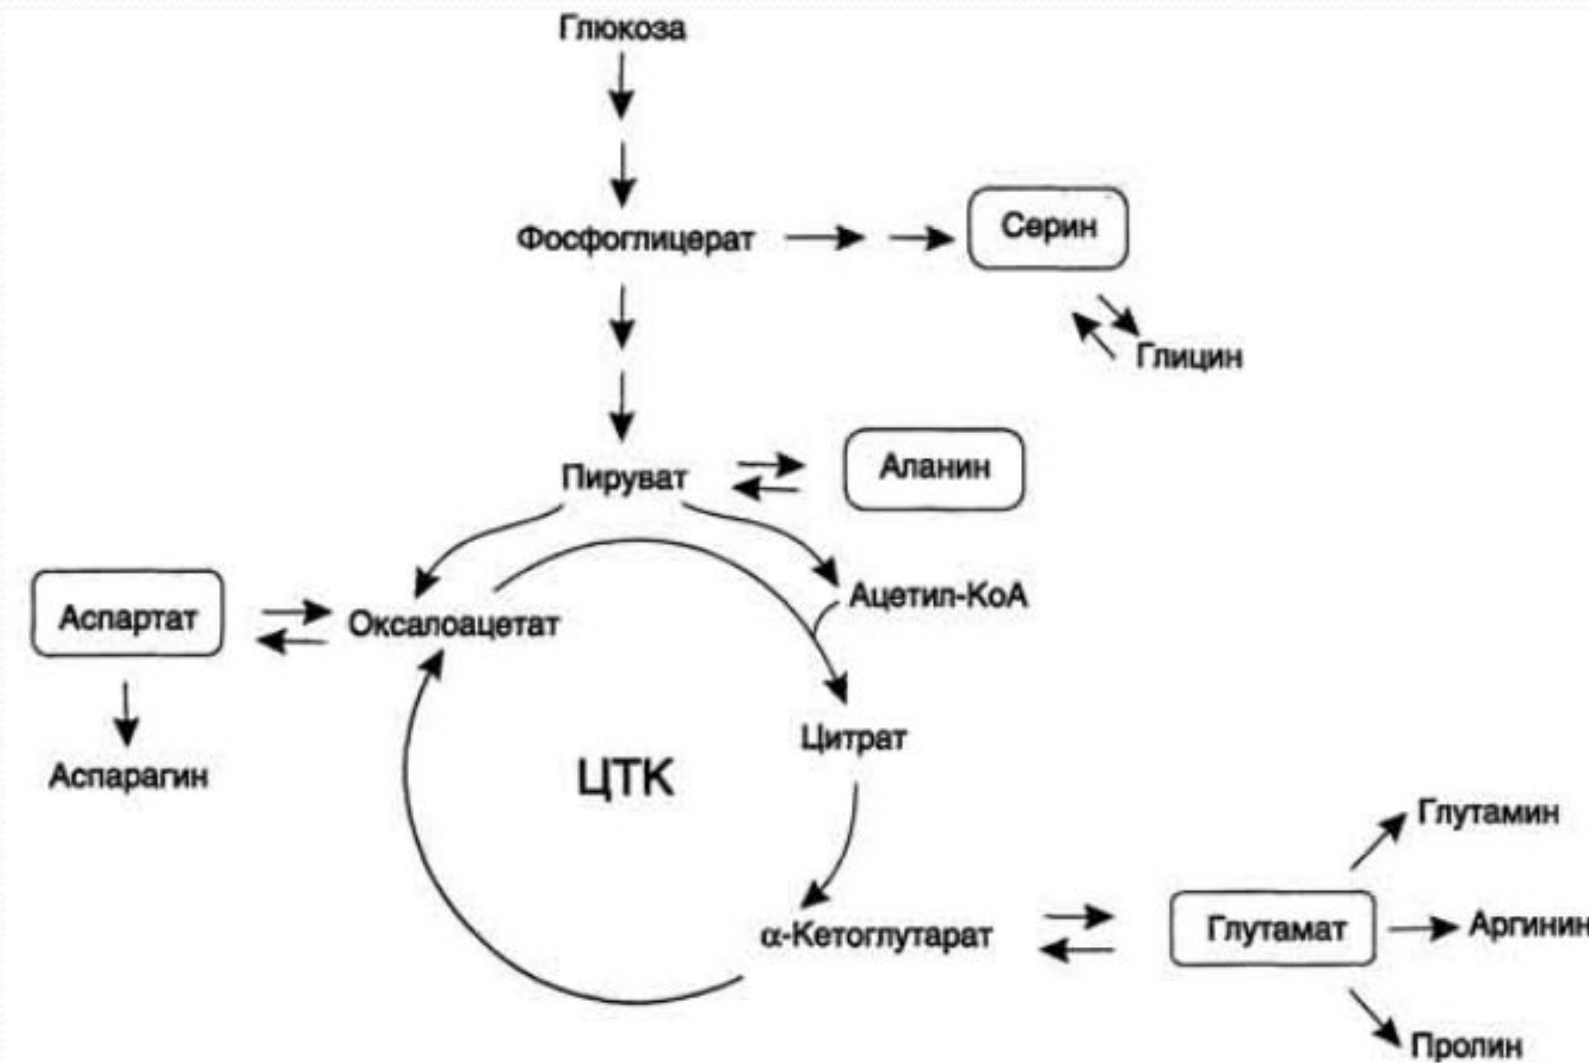 Глюкоза
Фосфоглицерат
Серин
Глицин
Пируват
Аланин
Ацетил-КоА
Аспартат
Оксалоацетат
Цитрат
Аспарагин
ЦТК
Глутамин
α-Кетоглутарат
Глутамат
Аргинин
Пролин